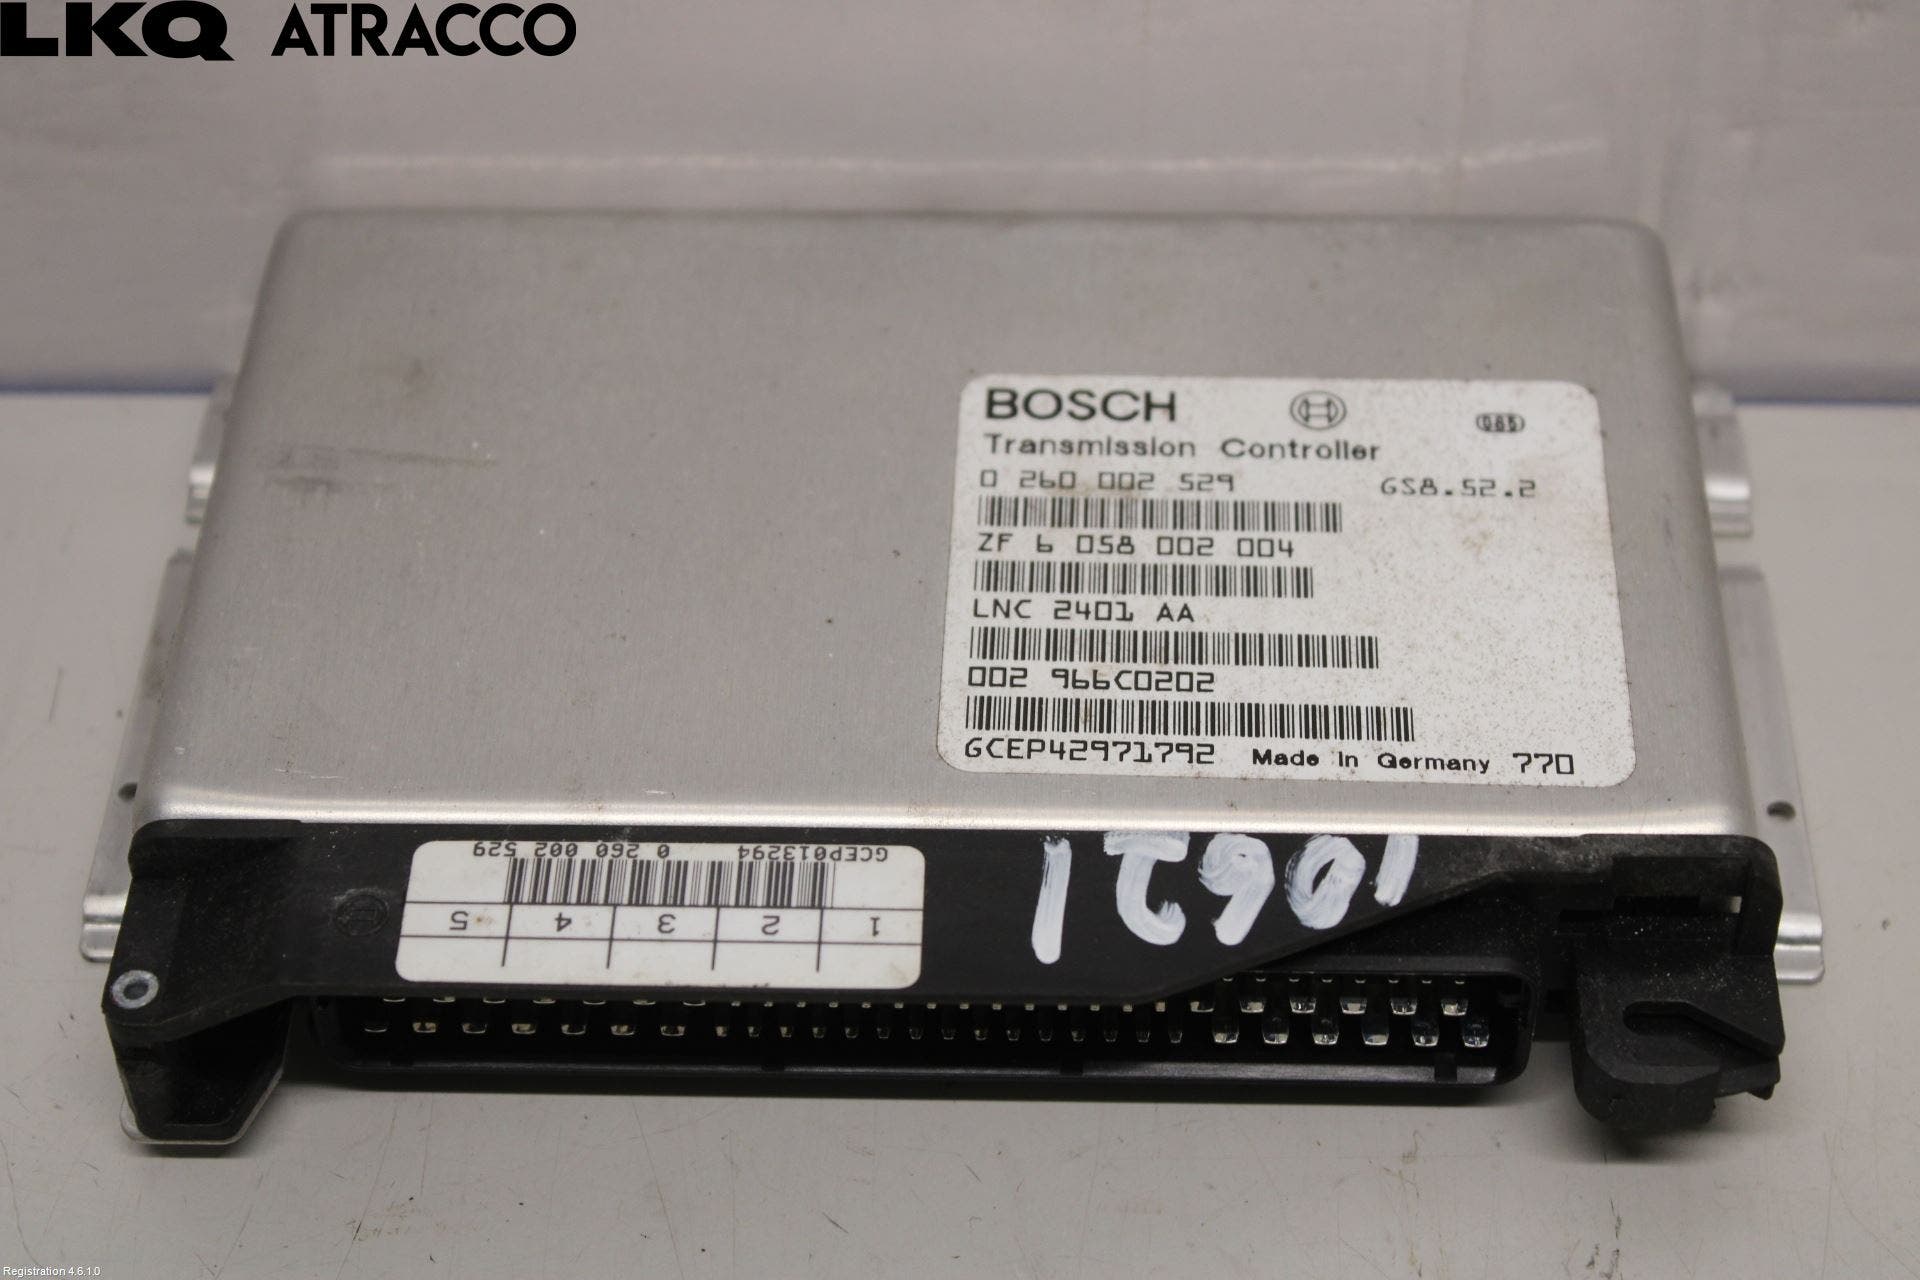 LKQ ATRACCO
BOSCH
085
Transmission Controller
0 260 002 529 GS8.52.2
ZF 6 058 002 004
LNC 2401 AA
002 966C0202
GCEP42971792 Made in Germany 770
GCEP013294 0 260 002 529
1 2 3 4 5
10621
Registration 4.6.1.0